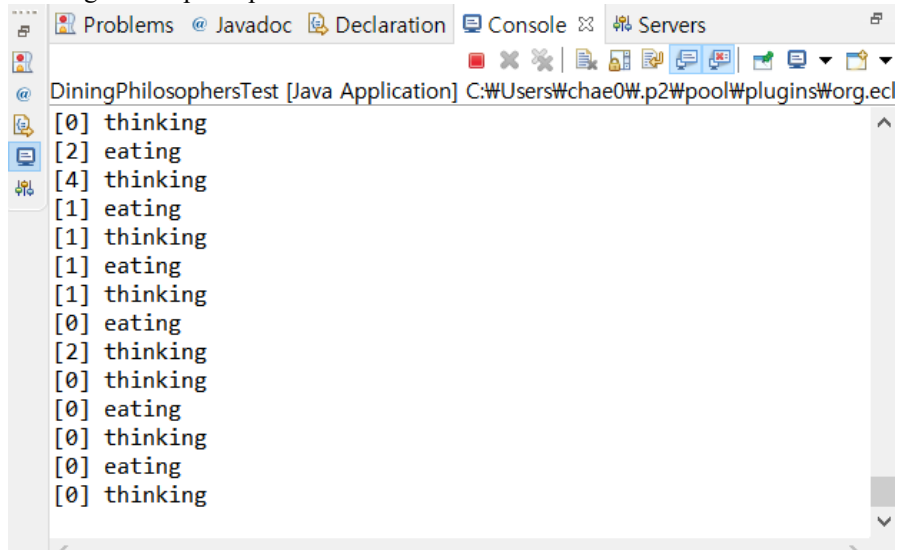 Problems @ Javadoc Declaration Console Servers
DiningPhilosophersTest [Java Application] C:₩Users₩chae0₩.p2₩pool₩plugins₩org.ecl
[0] thinking
[2] eating
[4] thinking
[1] eating
[1] thinking
[1] eating
[1] thinking
[0] eating
[2] thinking
[0] thinking
[0] eating
[0] thinking
[0] eating
[0] thinking